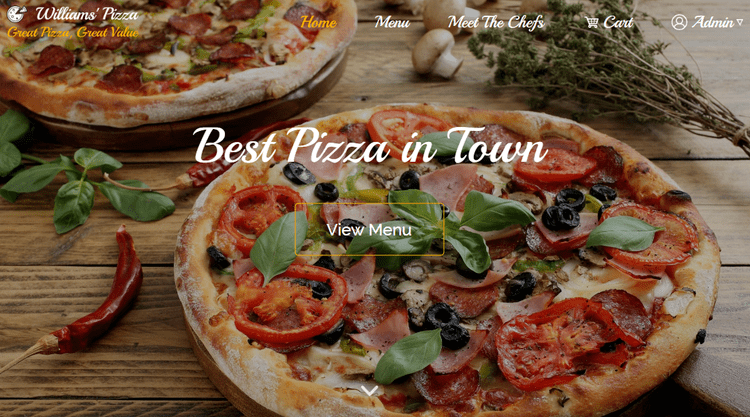 Williams' Pizza
Great Pizza, Great Value
Home
Menu
Meet The Chefs
Cart
Admin
Best Pizza in Town
View Menu